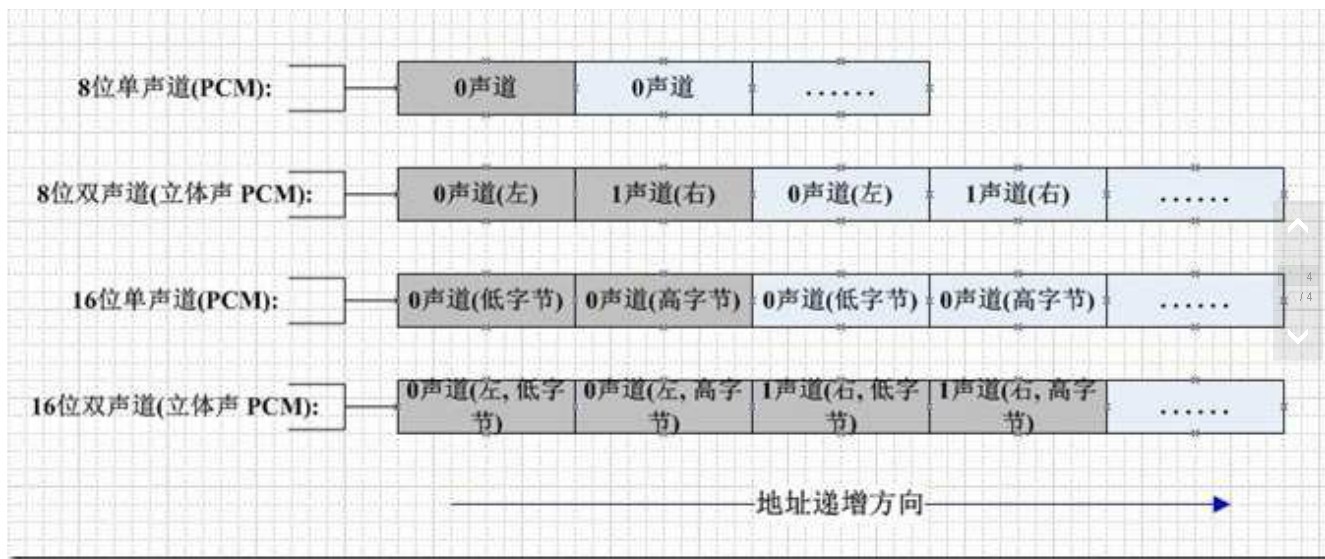 8位单声道(PCM):
0声道 0声道 ......
8位双声道(立体声 PCM):
0声道(左) 1声道(右) 0声道(左) 1声道(右) ......
16位单声道(PCM):
0声道(低字节) 0声道(高字节) 0声道(低字节) 0声道(高字节) ......
16位双声道(立体声 PCM):
0声道(左, 低字
节)
0声道(左, 高字
节)
1声道(右, 低字
节)
1声道(右, 高字
节)
......
地址递增方向
4
/ 4